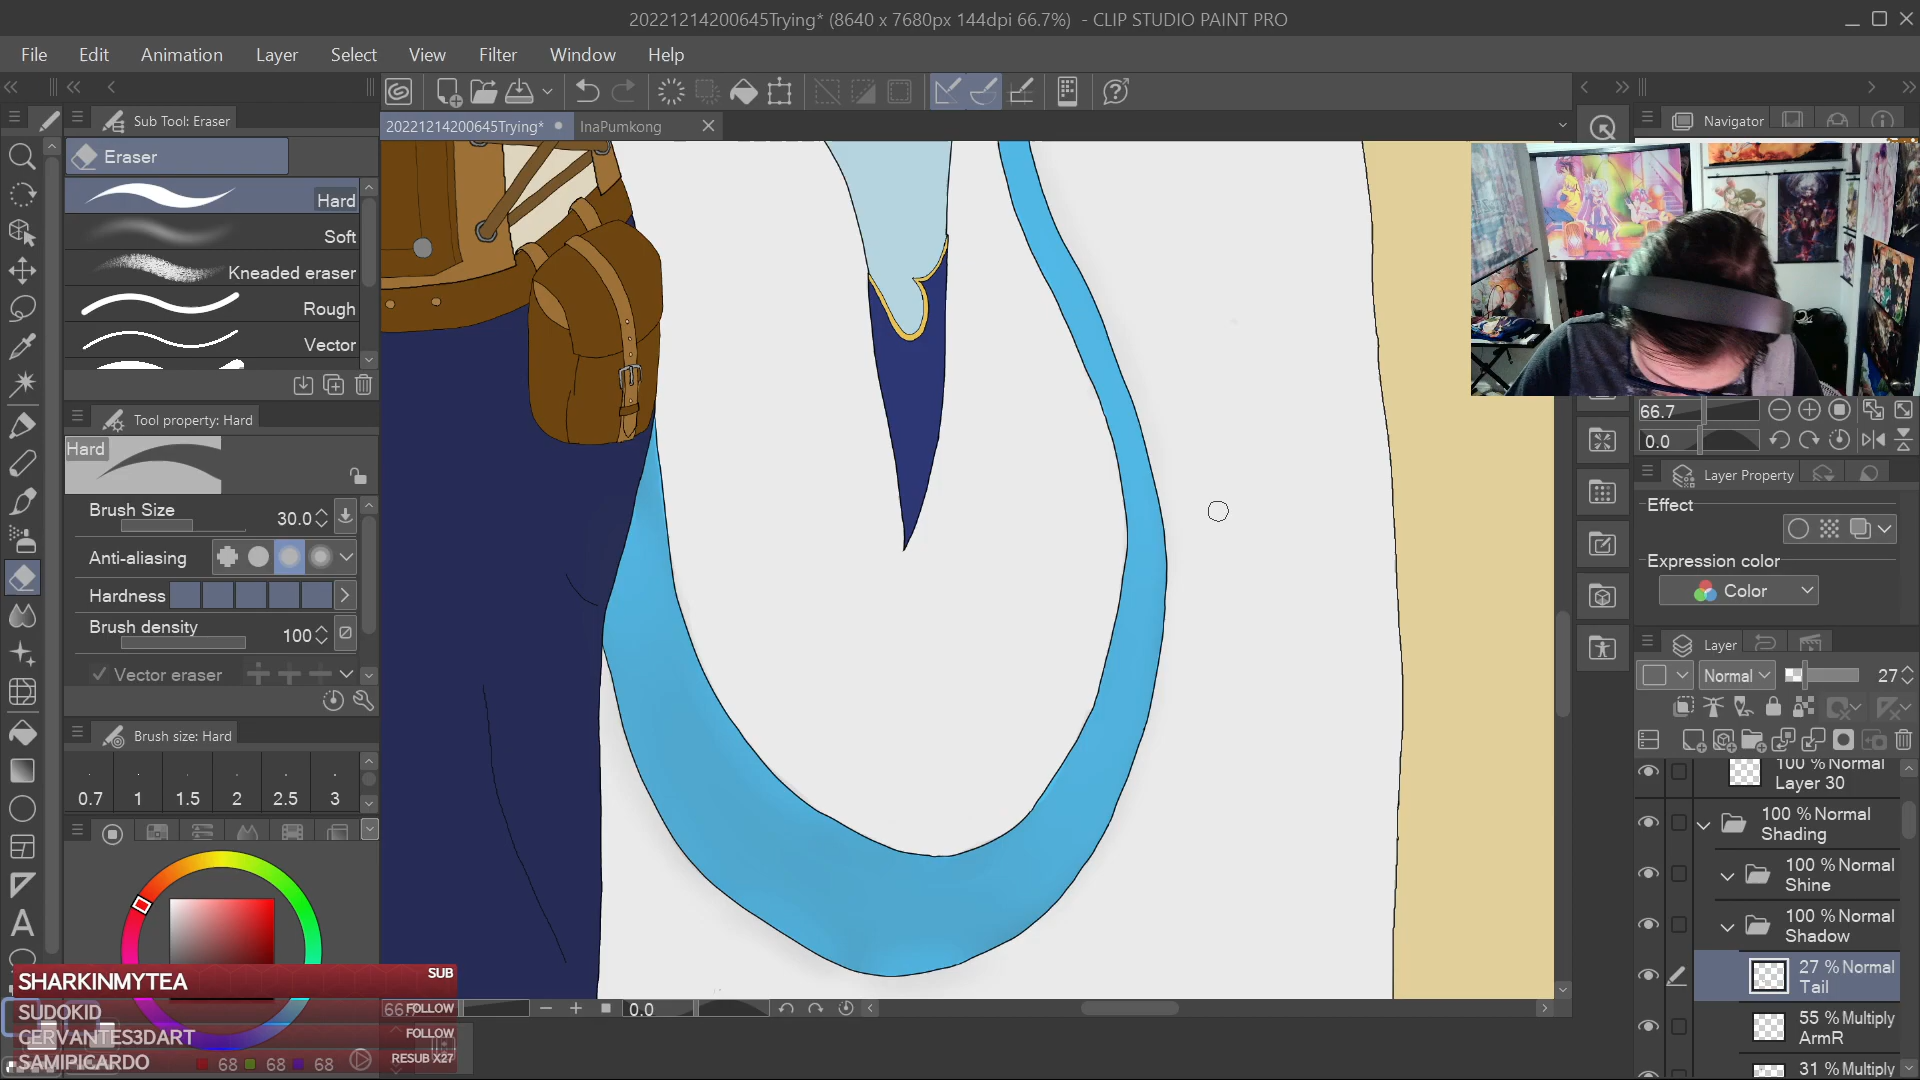 20221214200645Trying* (8640 x 7680px 144dpi 66.7%) - CLIP STUDIO PAINT PRO
File Edit Animation Layer Select View Filter Window Help
Sub Tool: Eraser
20221214200645Trying*
InaPumkong
Navigator
Eraser
Hard
Soft
Kneaded eraser
Rough
Vector
Tool property: Hard
Hard
Brush Size 30.0
Anti-aliasing
Hardness
Brush density 100
Vector eraser
Brush size: Hard
0.7 1 1.5 2 2.5 3
66.7
0.0
Layer Property
Effect
Expression color
Color
Layer
Normal 27
100 % Normal
Layer 30
100 % Normal
Shading
100 % Normal
Shine
100 % Normal
Shadow
27 % Normal
Tail
55 % Multiply
ArmR
31 % Multiply
SHARKINMYTEA SUB
SUDOKID FOLLOW
CERVANTES3DART FOLLOW
SAMIPICARDO RESUB X27
68 68 68
0.0